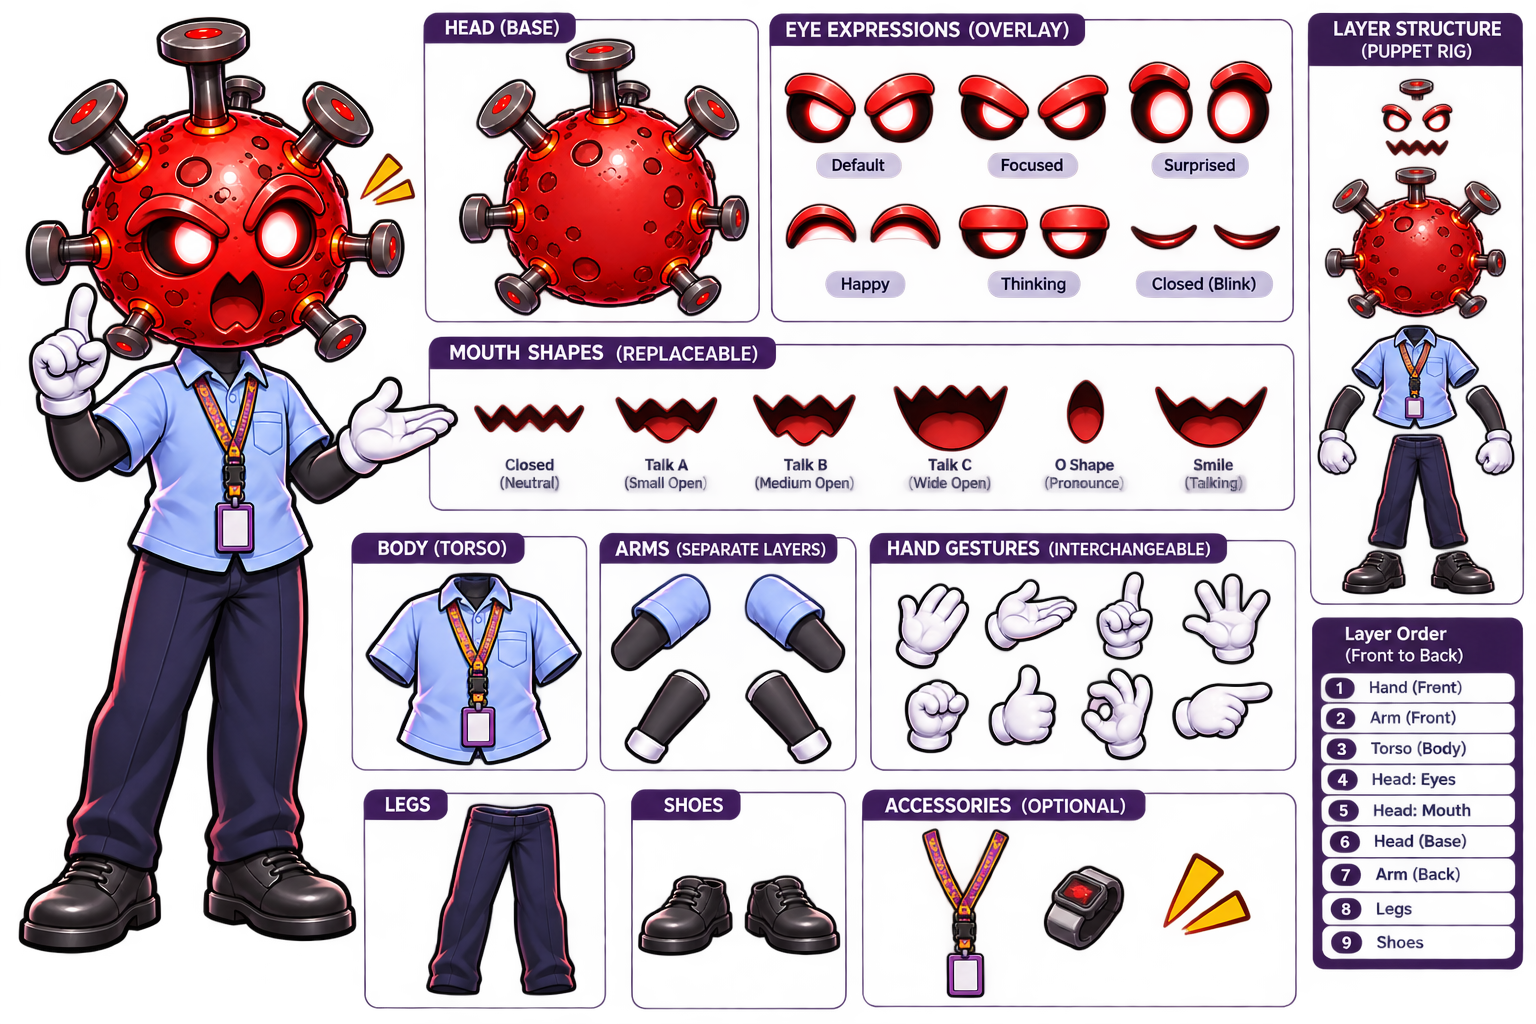 HEAD (BASE)
EYE EXPRESSIONS (OVERLAY)
Default
Focused
Surprised
Happy
Thinking
Closed (Blink)
MOUTH SHAPES (REPLACEABLE)
Closed
(Neutral)
Talk A
(Small Open)
Talk B
(Medium Open)
Talk C
(Wide Open)
O Shape
(Pronounce)
Smile
(Talking)
BODY (TORSO)
ARMS (SEPARATE LAYERS)
HAND GESTURES (INTERCHANGEABLE)
LEGS
SHOES
ACCESSORIES (OPTIONAL)
LAYER STRUCTURE
(PUPPET RIG)
Layer Order
(Front to Back)
1 Hand (Front)
2 Arm (Front)
3 Torso (Body)
4 Head: Eyes
5 Head: Mouth
6 Head (Base)
7 Arm (Back)
8 Legs
9 Shoes